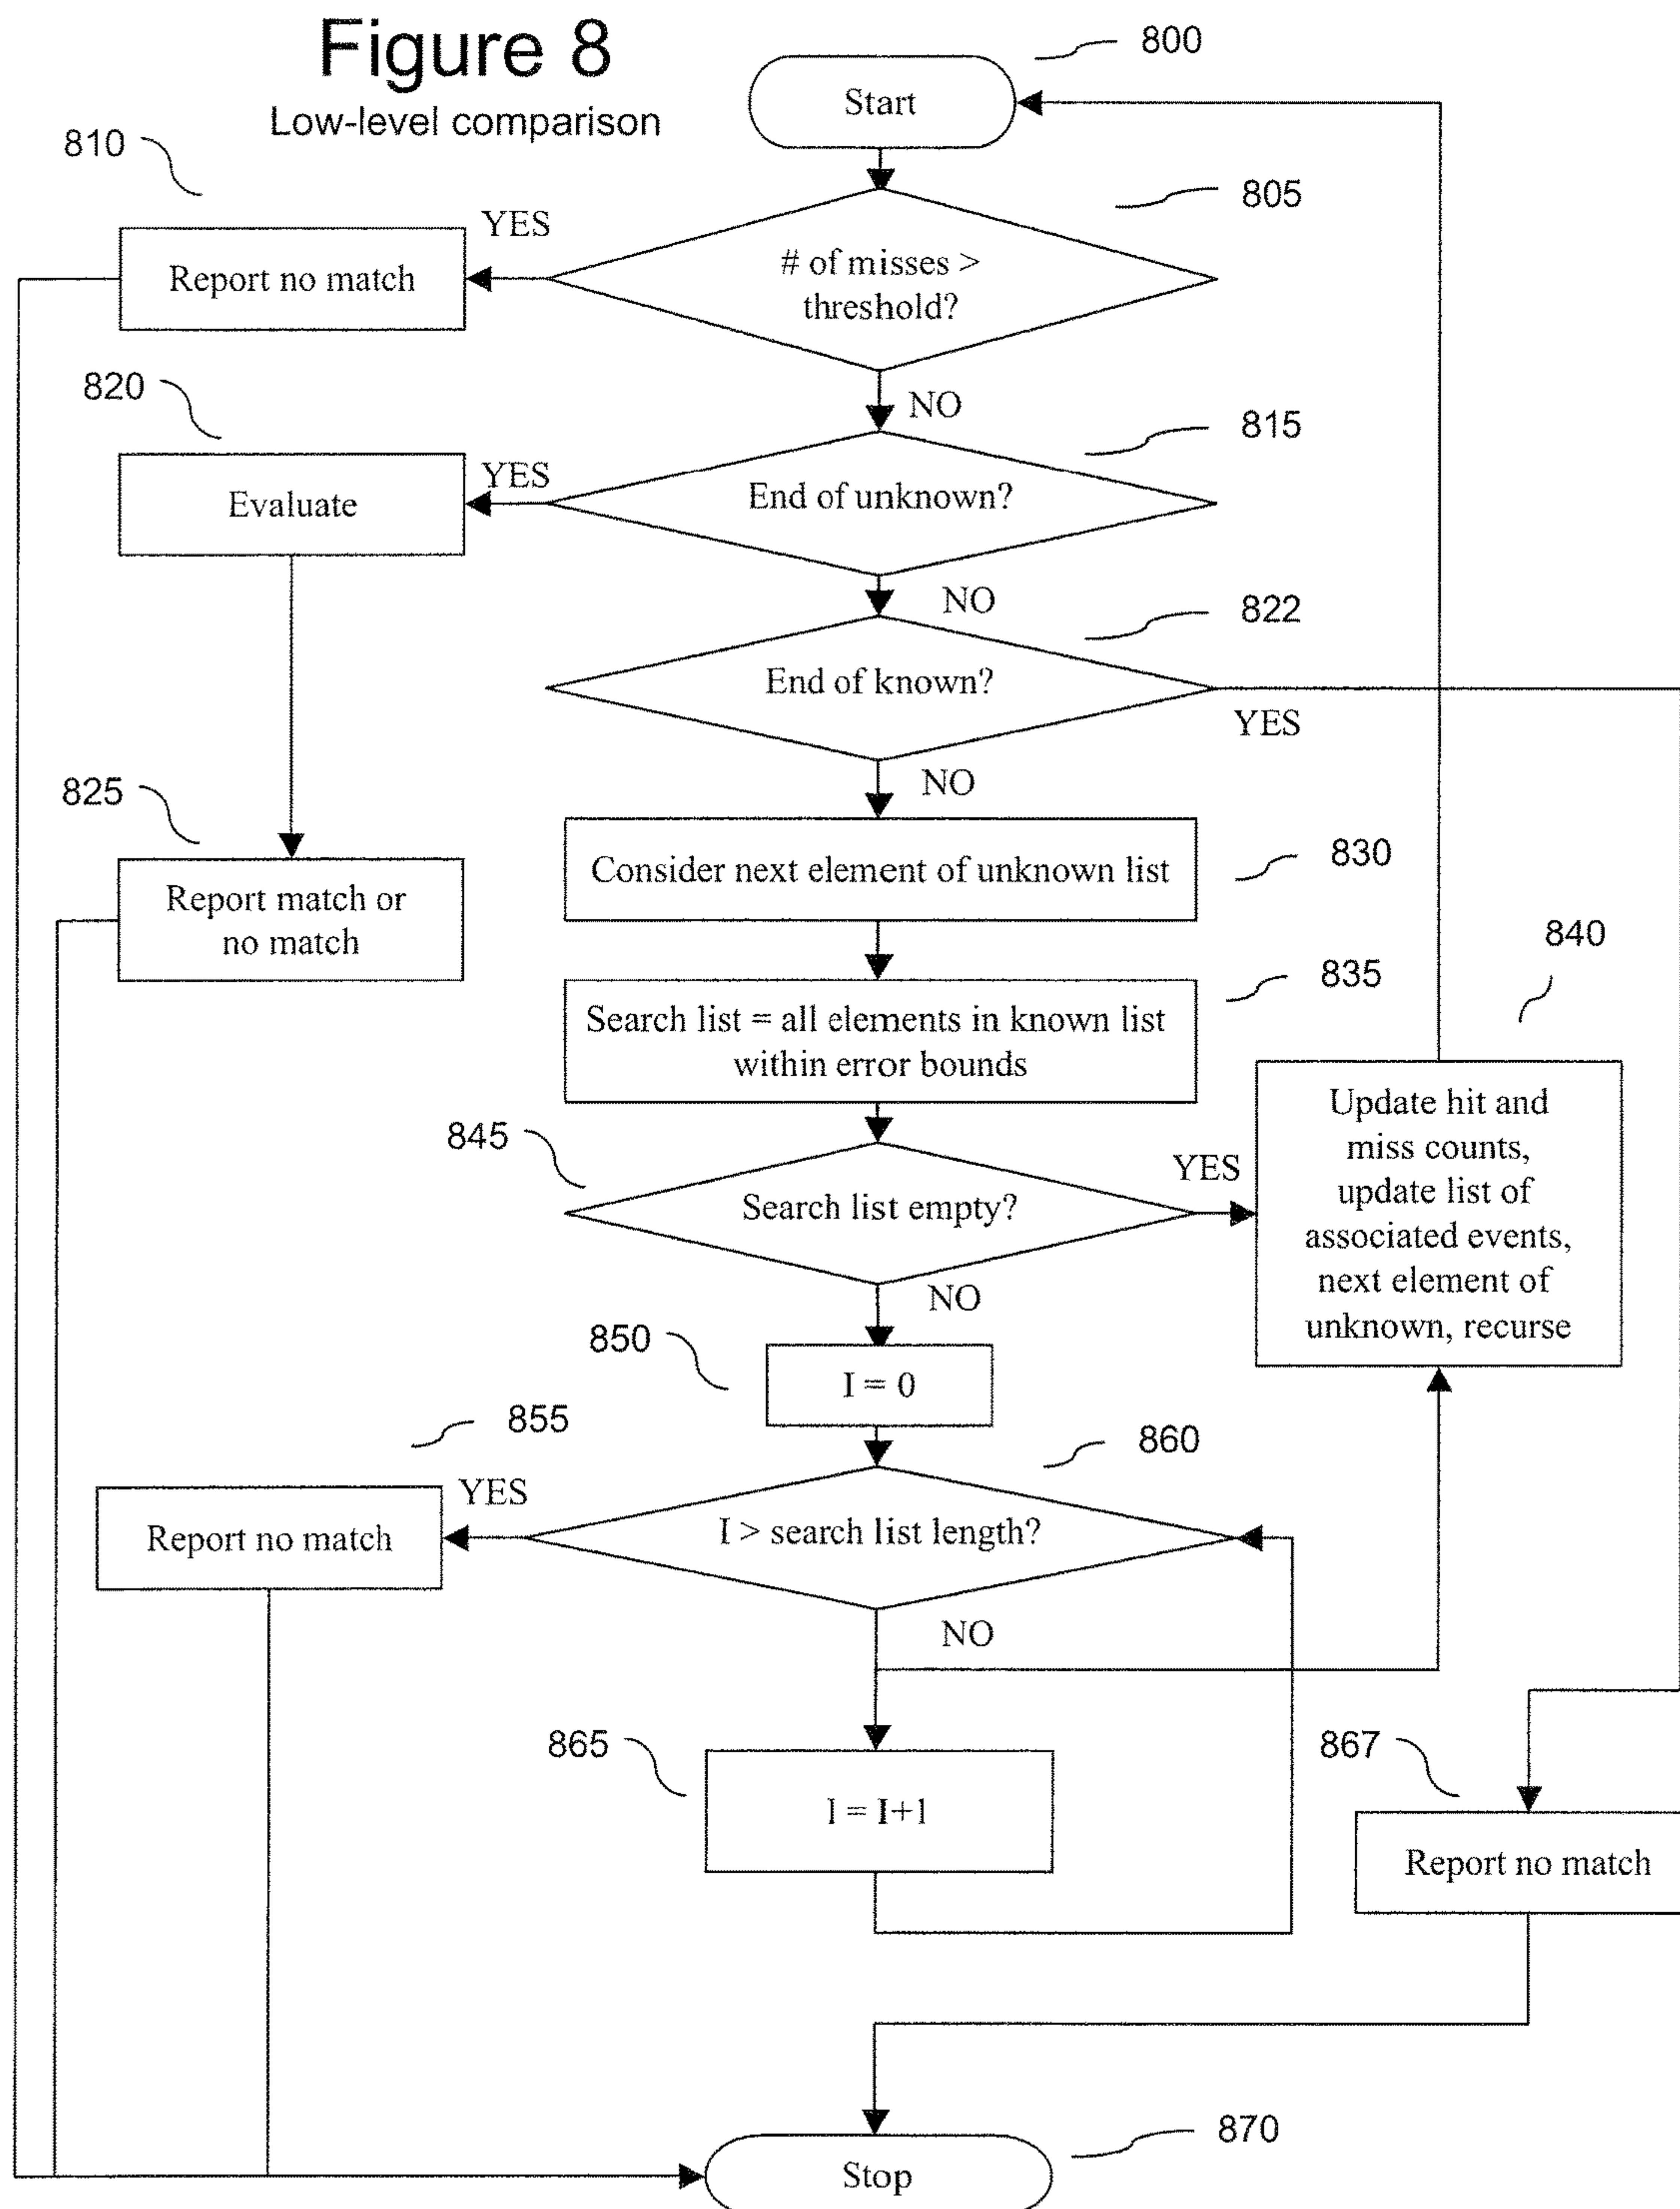 Figure 8
Low-level comparison
800
Start
810
805
YES
Report no match
# of misses >
threshold?
820
NO
815
YES
Evaluate
End of unknown?
NO
822
End of known?
YES
825
NO
Report match or
no match
Consider next element of unknown list
830
840
835
Search list = all elements in known list
within error bounds
845
YES
Search list empty?
Update hit and
miss counts,
update list of
associated events,
next element of
unknown, recurse
NO
850
I = 0
855
860
YES
Report no match
I > search list length?
NO
865
867
I = I+1
Report no match
870
Stop